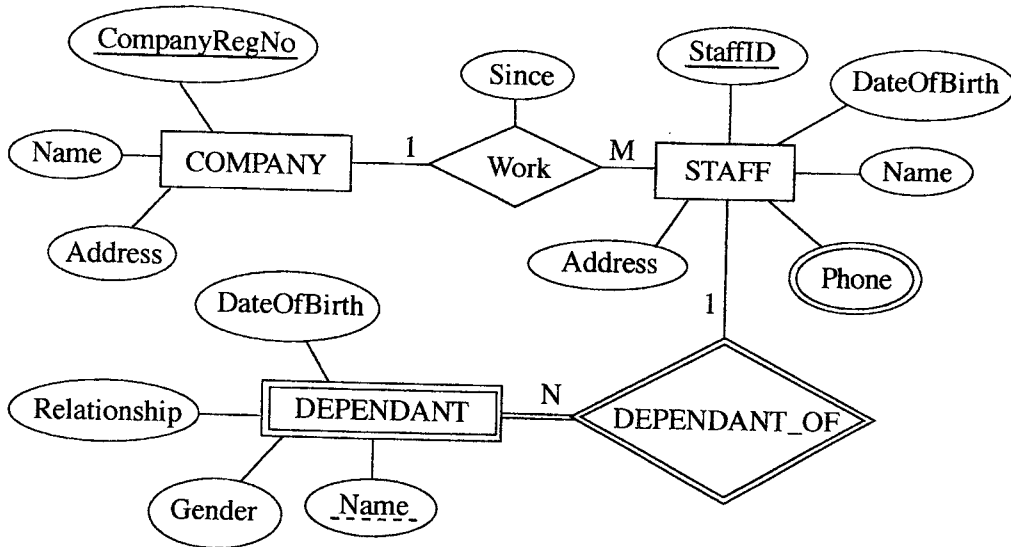 CompanyRegNo
StaffID
Since
DateOfBirth
Name
COMPANY
1
Work
M
STAFF
Name
Address
Address
Phone
DateOfBirth
1
Relationship
DEPENDANT
N
DEPENDANT_OF
Gender
Name